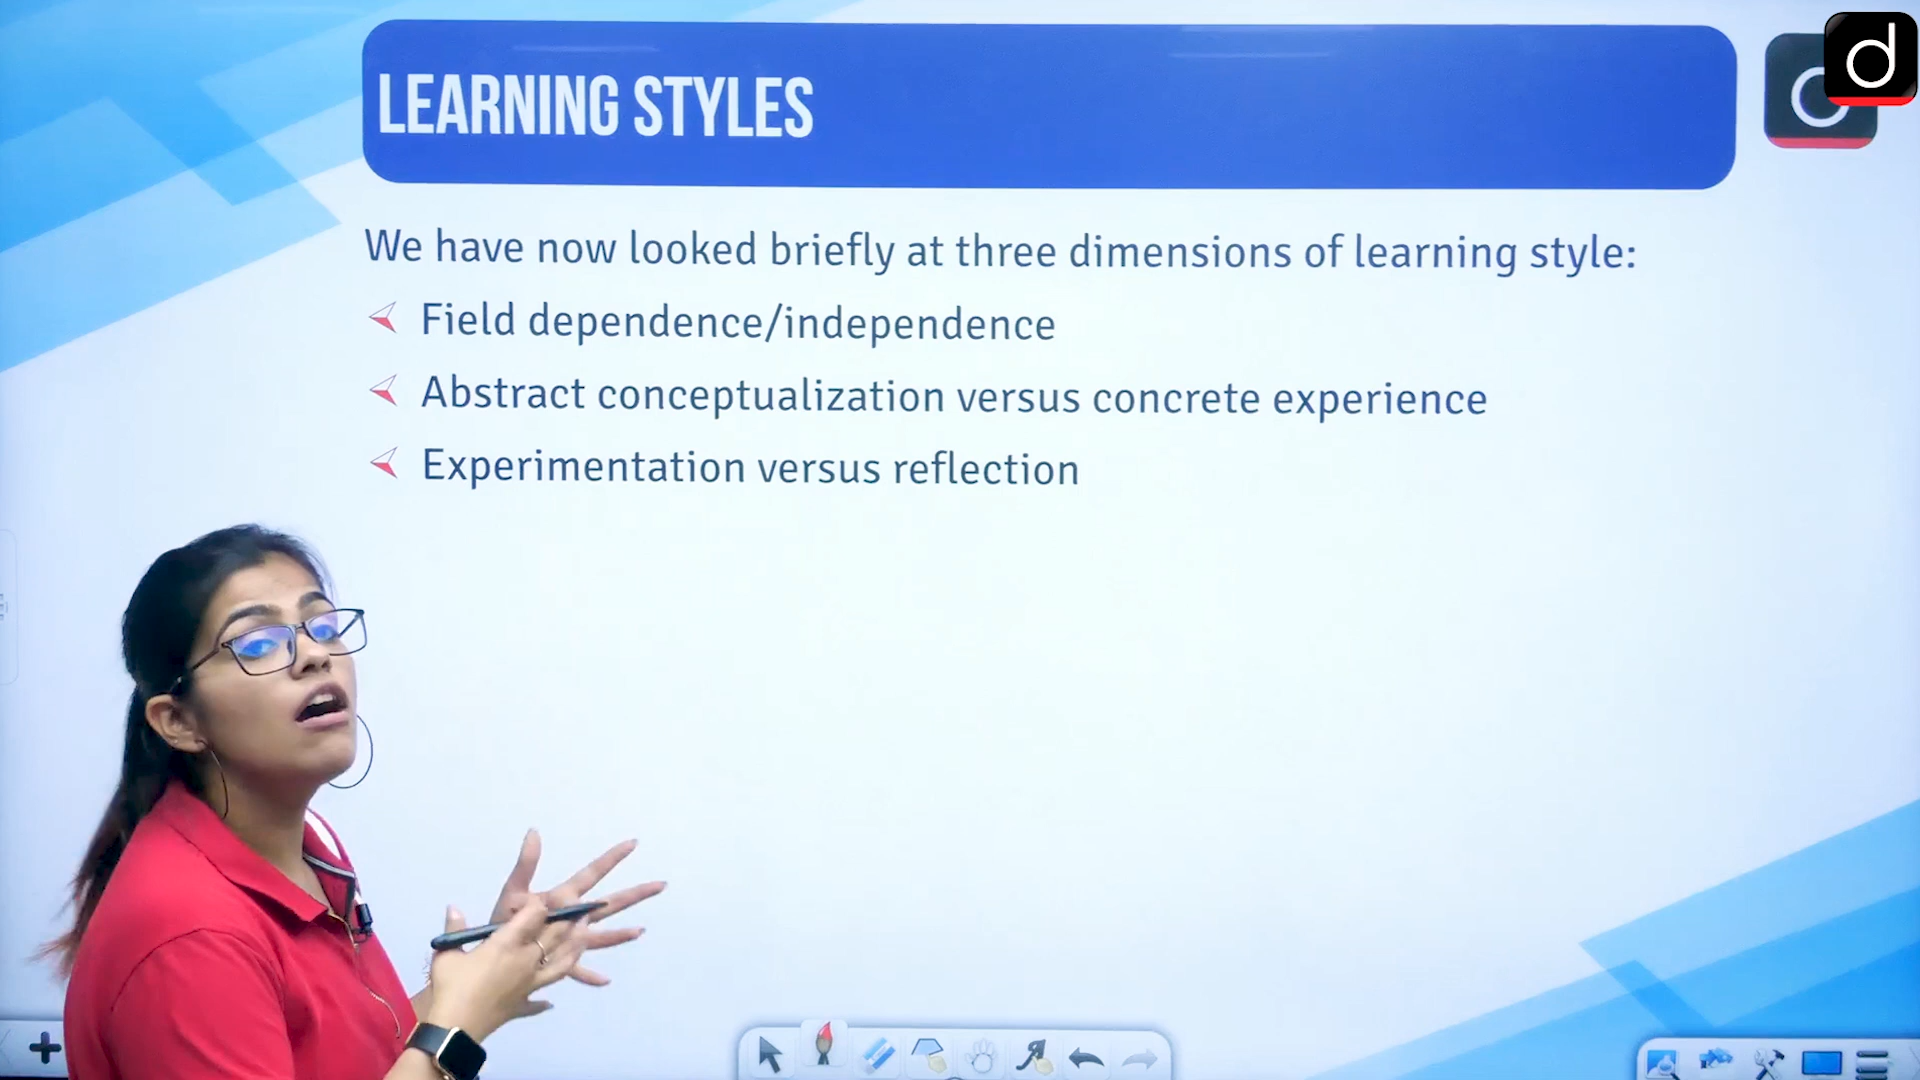 LEARNING STYLES
d
We have now looked briefly at three dimensions of learning style:
Field dependence/independence
Abstract conceptualization versus concrete experience
Experimentation versus reflection